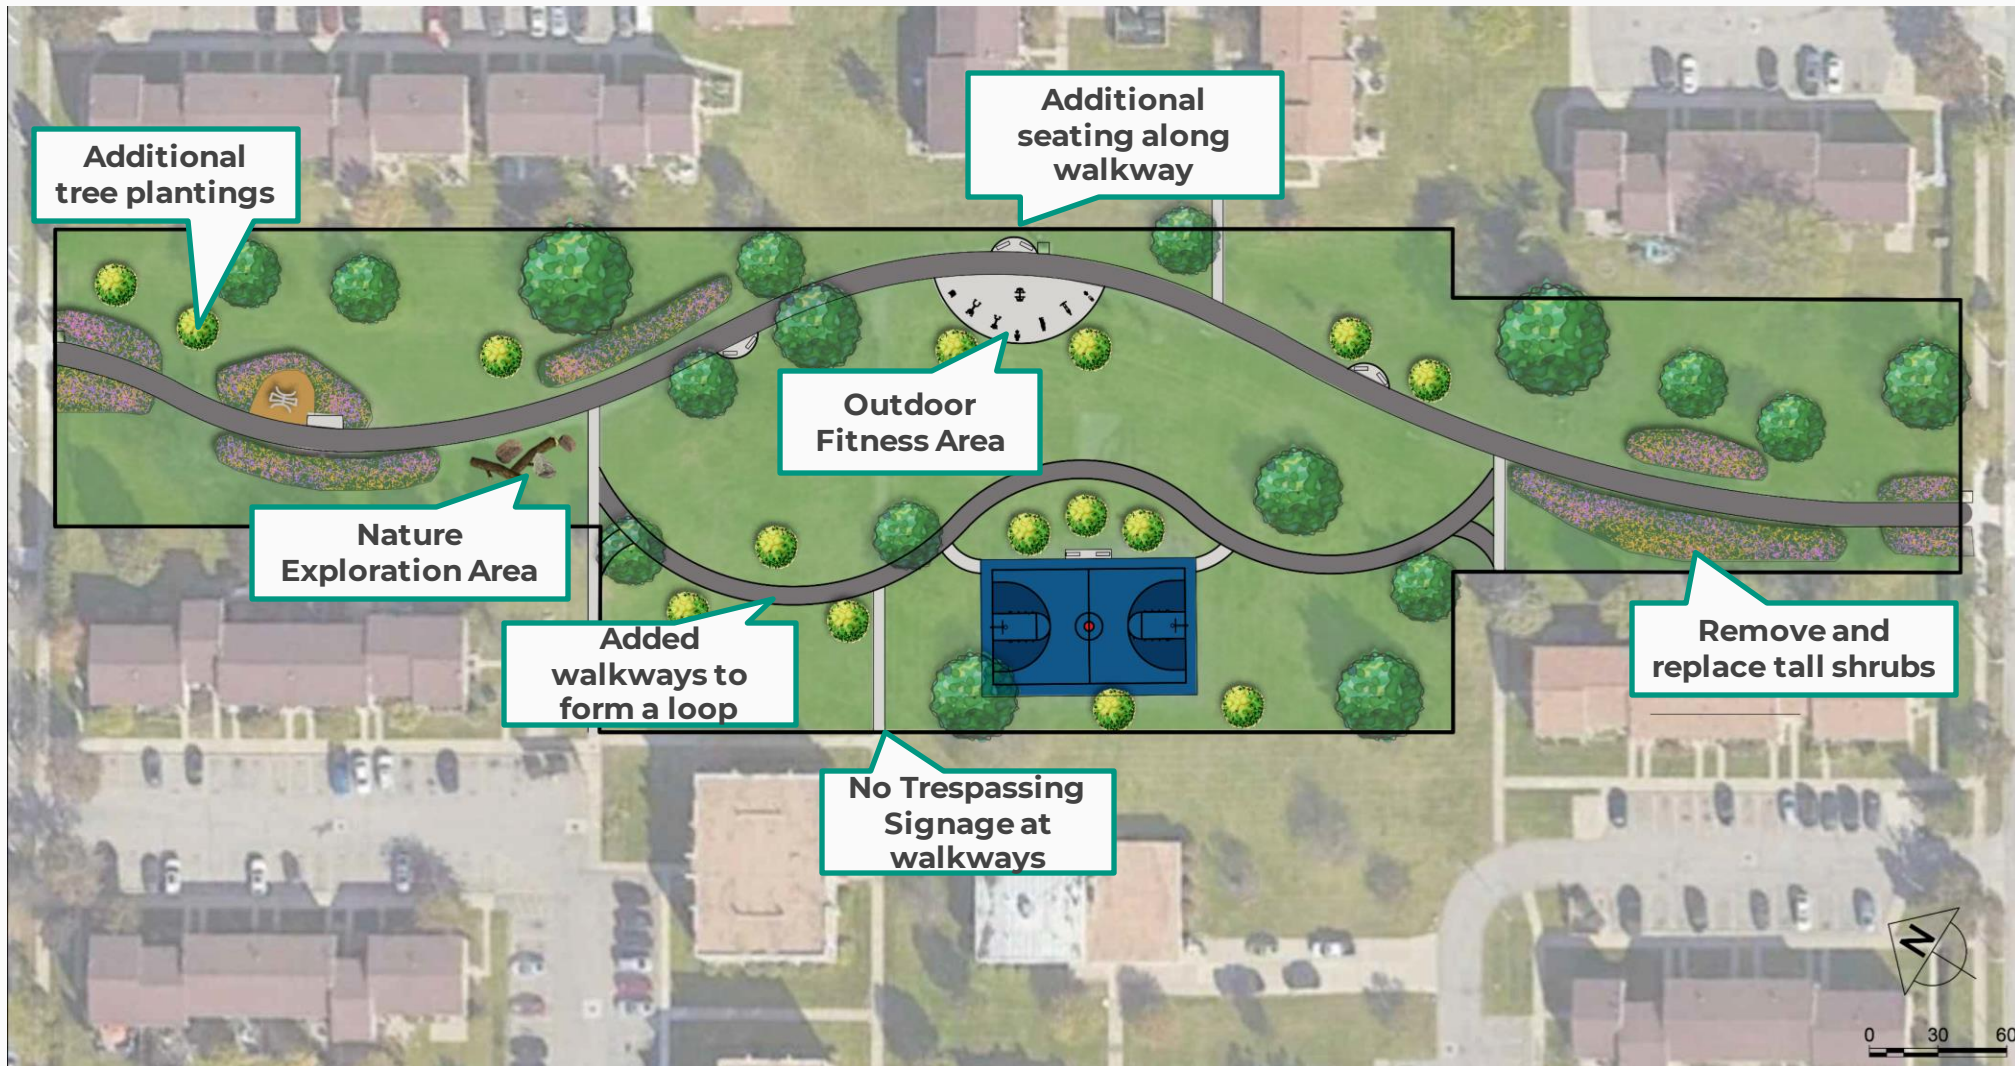 Additional
tree plantings
Additional
seating along
walkway
Outdoor
Fitness Area
Nature
Exploration Area
Added
walkways to
form a loop
Remove and
replace tall shrubs
No Trespassing
Signage at
walkways
N
0 30 60